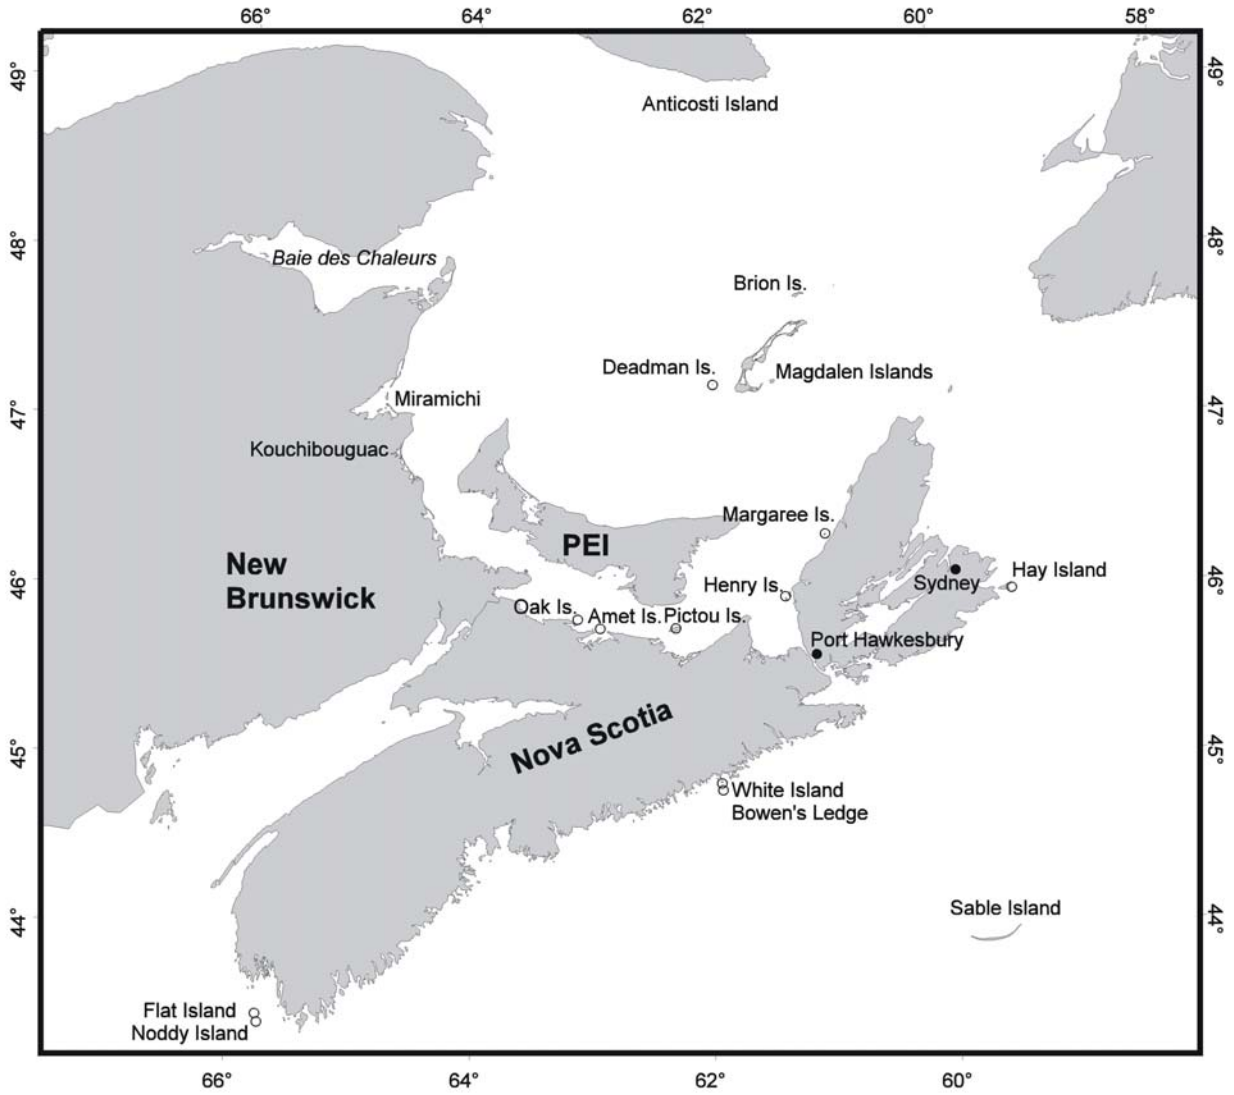 66° 64° 62° 60° 58°
49° 49°
Anticosti Island
48° 48°
Baie des Chaleurs
Brion Is.
Deadman Is.
Magdalen Islands
Miramichi
47° 47°
Kouchibouguac
Margaree Is.
PEI
New
Brunswick
46° 46°
Hay Island
Sydney
Henry Is.
Oak Is. Amet Is. Pictou Is.
Port Hawkesbury
Nova Scotia
45° 45°
White Island
Bowen's Ledge
Sable Island
44° 44°
Flat Island
Noddy Island
66° 64° 62° 60°